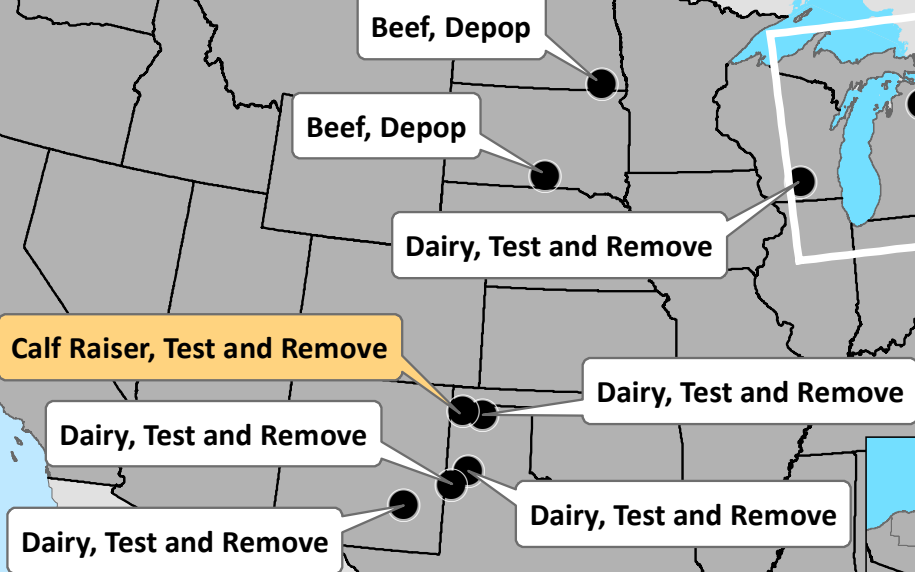 Beef, Depop
Beef, Depop
Dairy, Test and Remove
Calf Raiser, Test and Remove
Dairy, Test and Remove
Dairy, Test and Remove
Dairy, Test and Remove
Dairy, Test and Remove